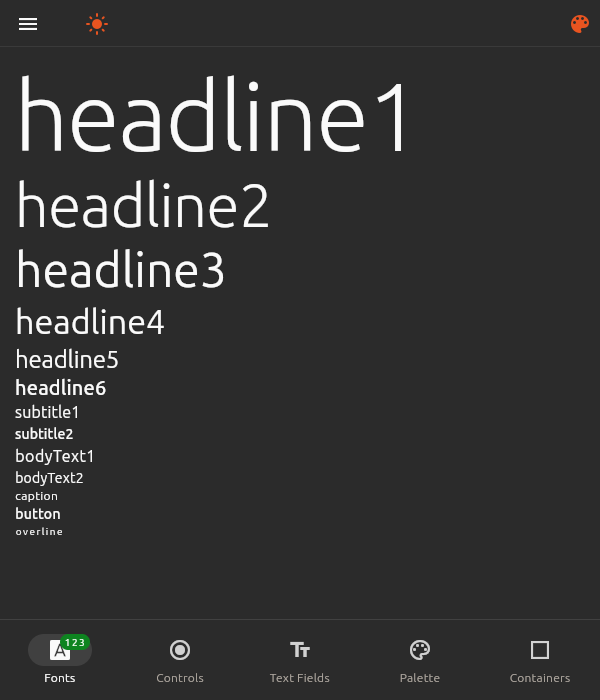 headline1
headline2
headline3
headline4
headline5
headline6
subtitle1
subtitle2
bodyText1
bodyText2
caption
button
overline
A 123
Fonts Controls Text Fields Palette Containers